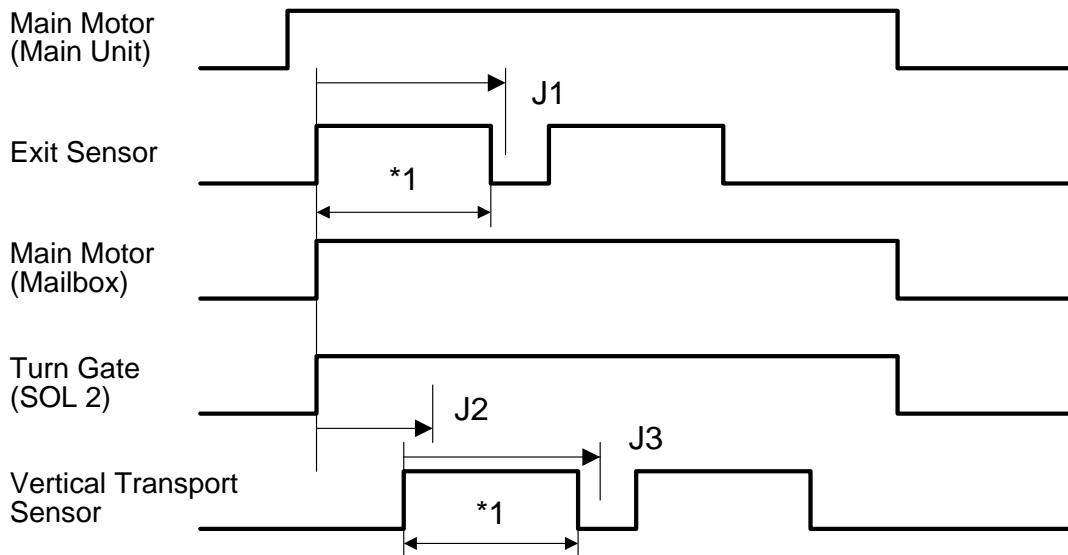 Main Motor
(Main Unit)
J1
Exit Sensor
*1
Main Motor
(Mailbox)
Turn Gate
(SOL 2)
J2
J3
Vertical Transport
Sensor
*1